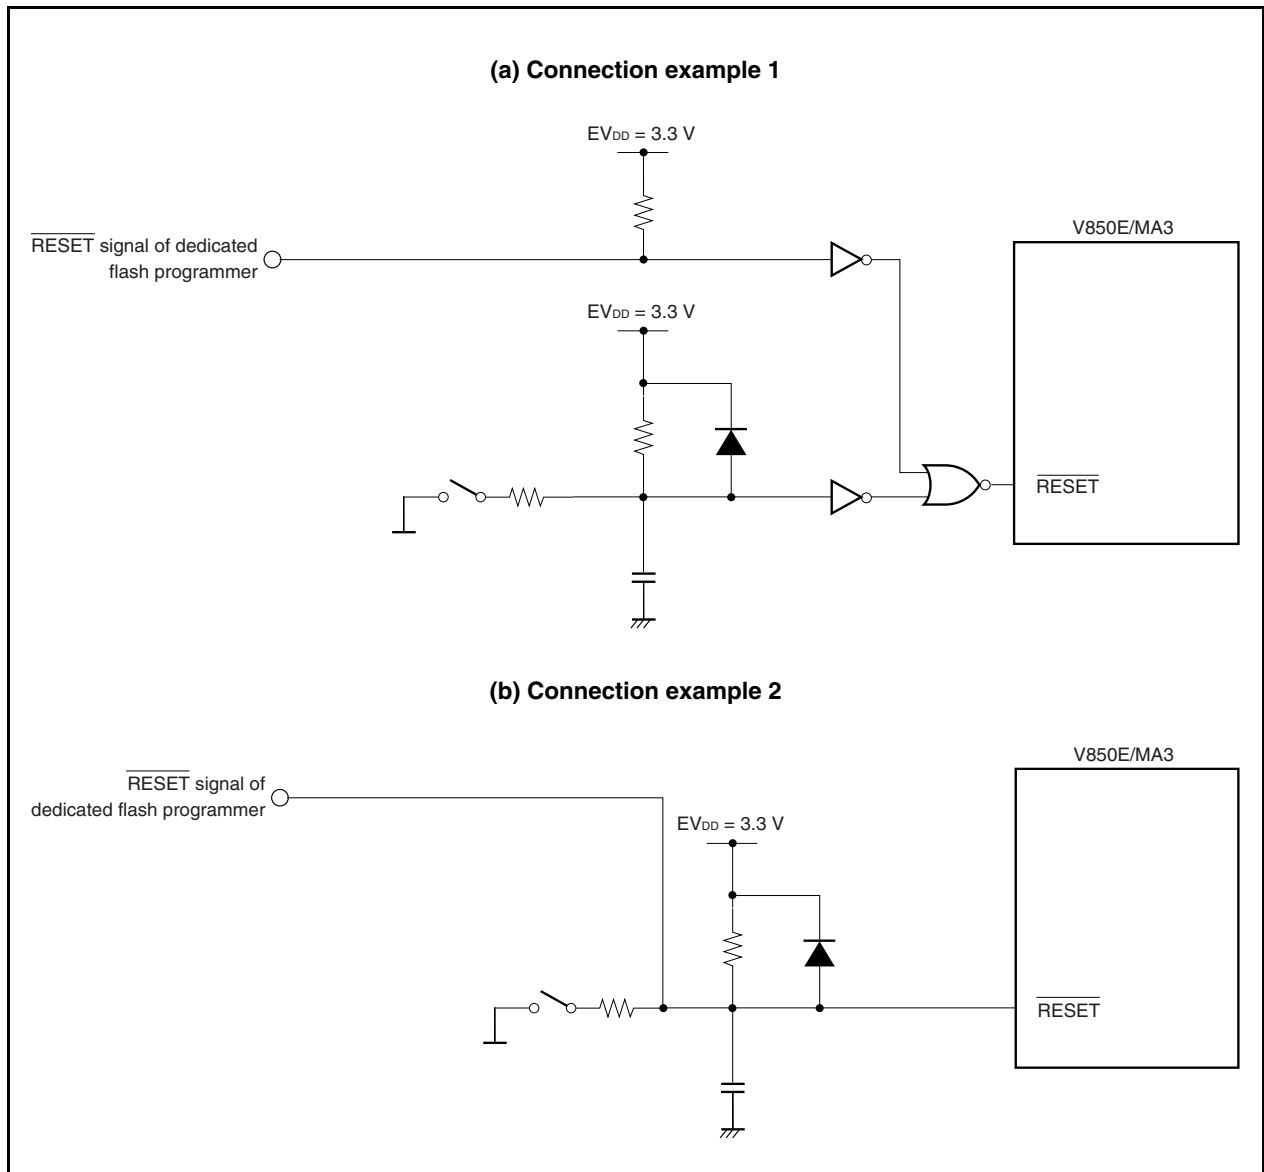 (a) Connection example 1
EVDD = 3.3 V
RESET signal of dedicated
flash programmer
V850E/MA3
EVDD = 3.3 V
RESET
(b) Connection example 2
V850E/MA3
RESET signal of
dedicated flash programmer
EVDD = 3.3 V
RESET